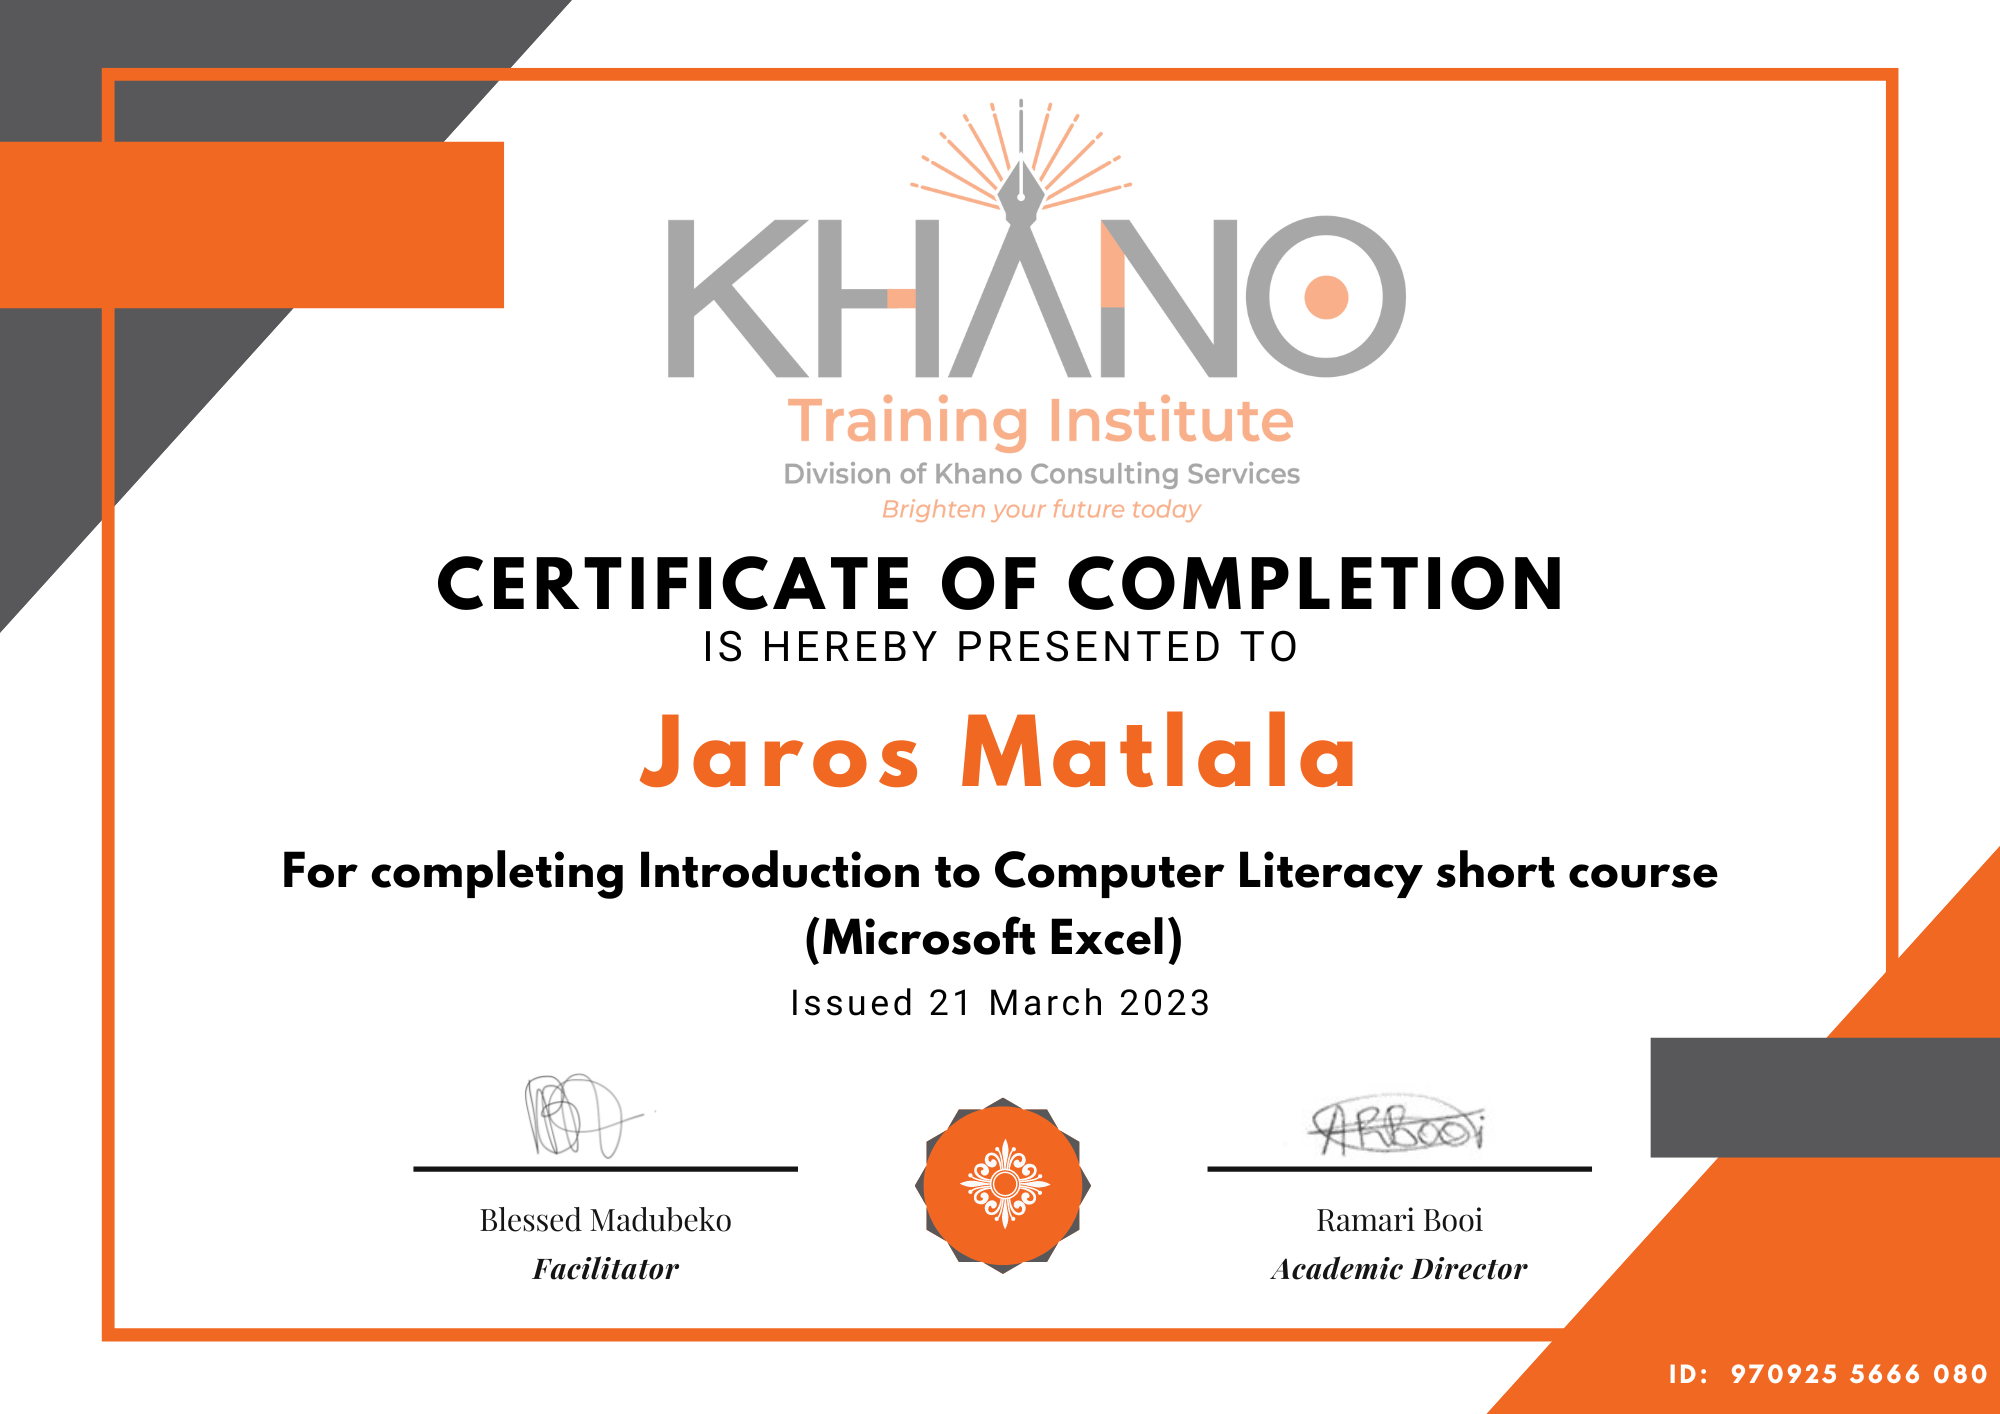 KHANO
Training Institute
Division of Khano Consulting Services
Brighten your future today
CERTIFICATE OF COMPLETION
IS HEREBY PRESENTED TO
Jaros Matlala
For completing Introduction to Computer Literacy short course
(Microsoft Excel)
Issued 21 March 2023
ARBooi
Blessed Madubeko
Ramari Booi
Facilitator
Academic Director
ID: 970925 5666 080